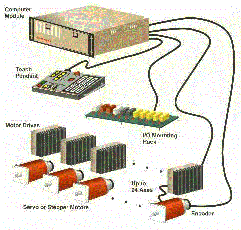 Computer
Module
Teach
Pendant
Motor Drives
I/O Mounting
Rack
Up to
24 Axes
Servo or Stepper Motors
Encoder